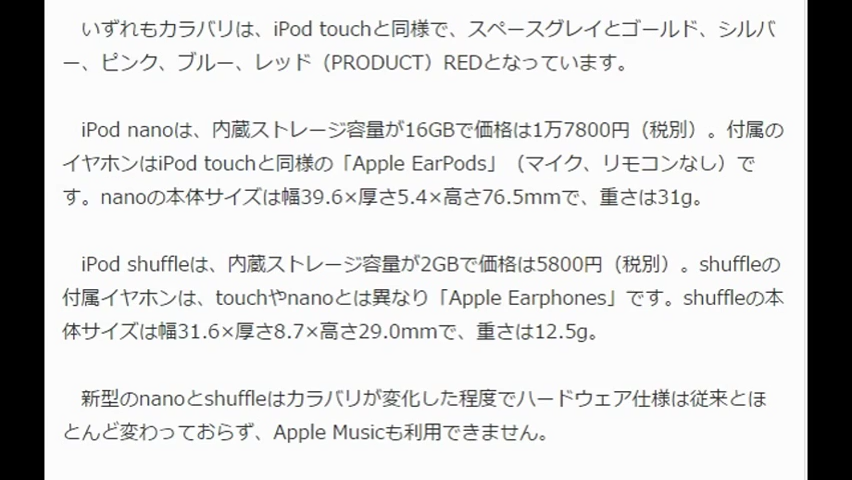 いずれもカラバリは、iPod touchと同様で、スペースグレイとゴールド、シルバ
ー、ピンク、ブルー、レッド（PRODUCT）REDとなっています。
iPod nanoは、内蔵ストレージ容量が16GBで価格は1万7800円（税別）。付属の
イヤホンはiPod touchと同様の「Apple EarPods」（マイク、リモコンなし）で
す。nanoの本体サイズは幅39.6×厚さ5.4×高さ76.5mmで、重さは31g。
iPod shuffleは、内蔵ストレージ容量が2GBで価格は5800円（税別）。shuffleの
付属イヤホンは、touchやnanoとは異なり「Apple Earphones」です。shuffleの本
体サイズは幅31.6×厚さ8.7×高さ29.0mmで、重さは12.5g。
新型のnanoとshuffleはカラバリが変化した程度でハードウェア仕様は従来とほ
とんど変わっておらず、Apple Musicも利用できません。